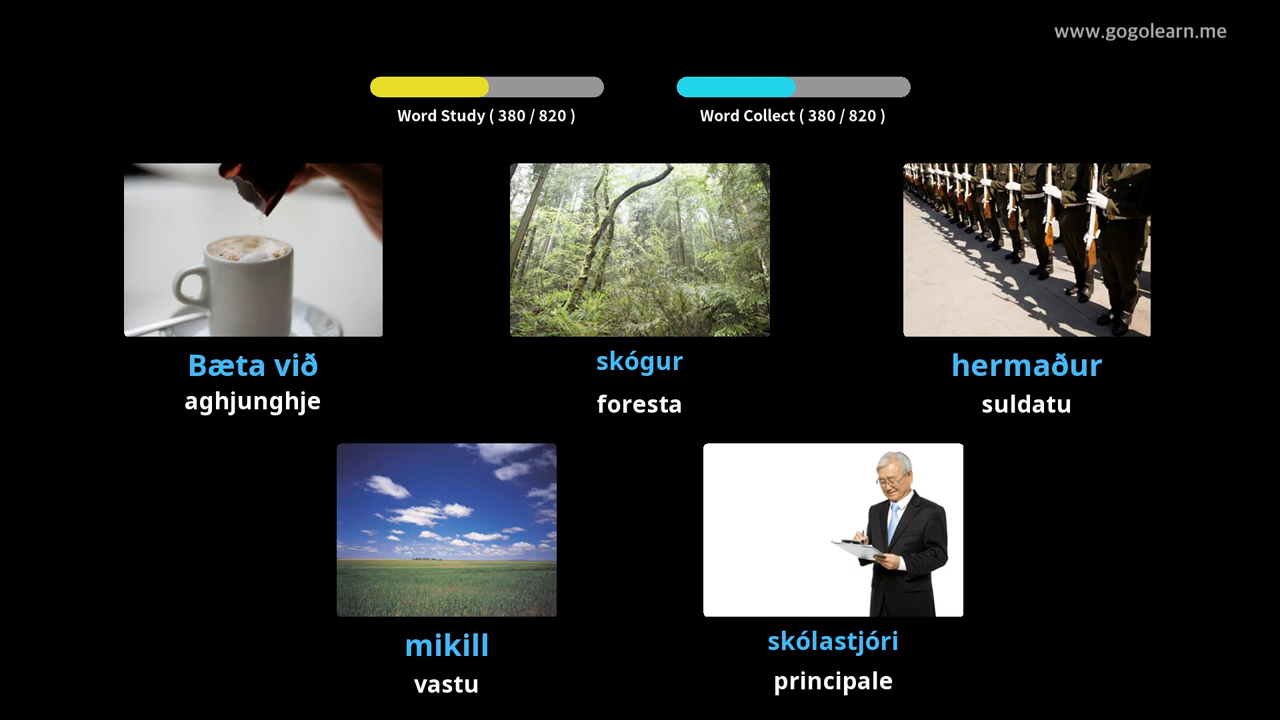 www.gogolearn.me
Word Study ( 380 / 820 )
Word Collect ( 380 / 820 )
Bæta við
aghjunghje
skógur
foresta
hermaður
suldatu
mikill
vastu
skólastjóri
principale